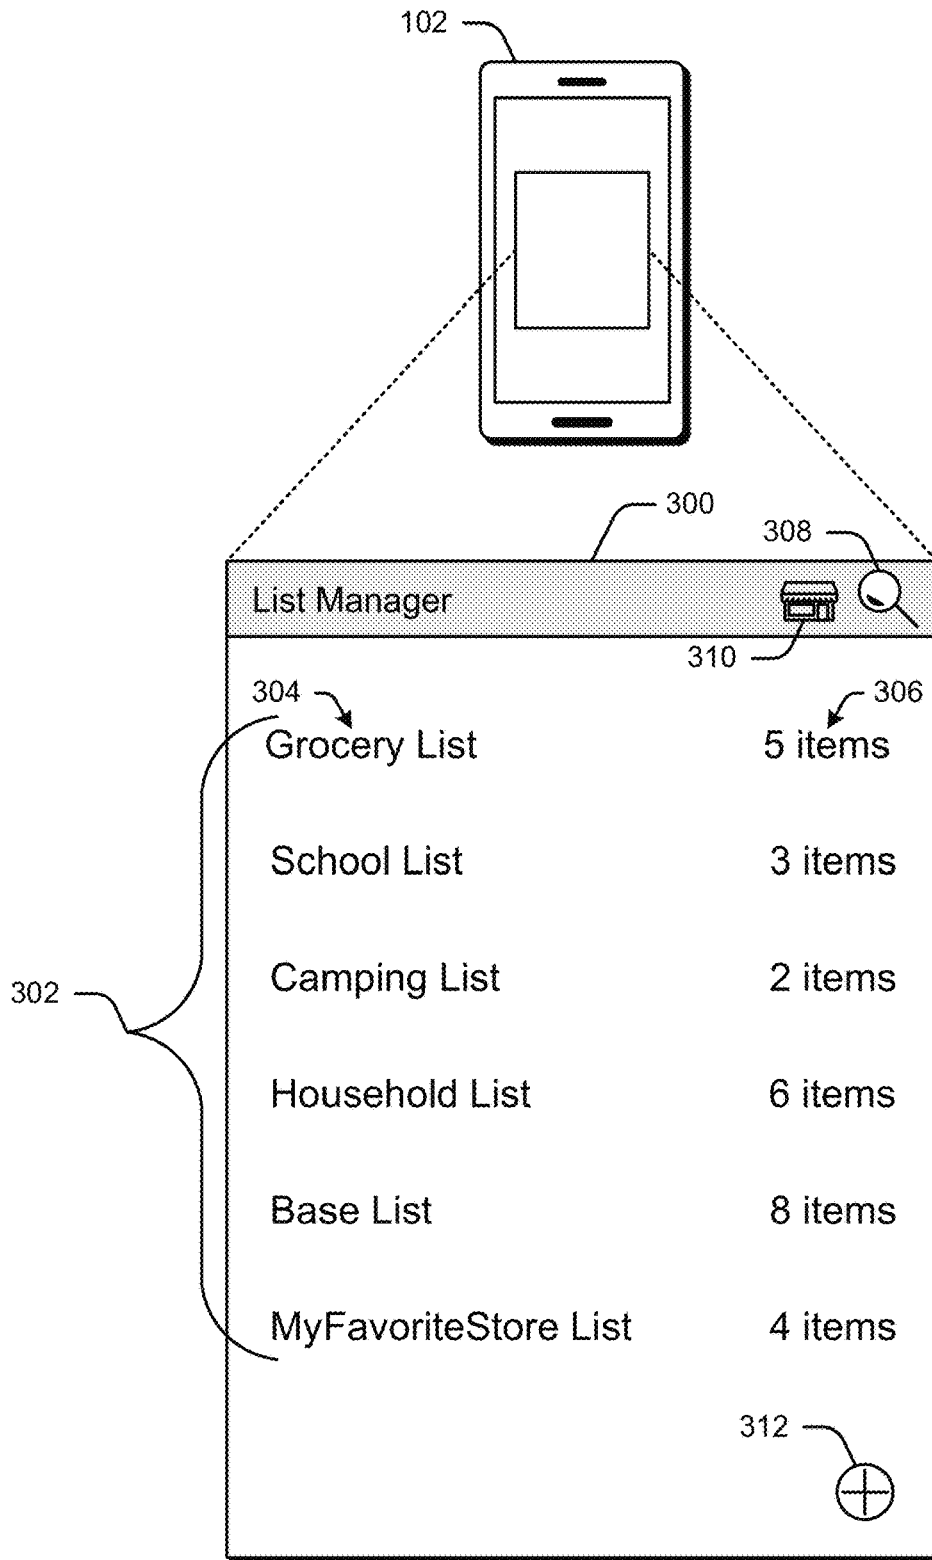 102
300
308
List Manager
310
304
306
Grocery List 5 items
School List 3 items
Camping List 2 items
302
Household List 6 items
Base List 8 items
MyFavoriteStore List 4 items
312